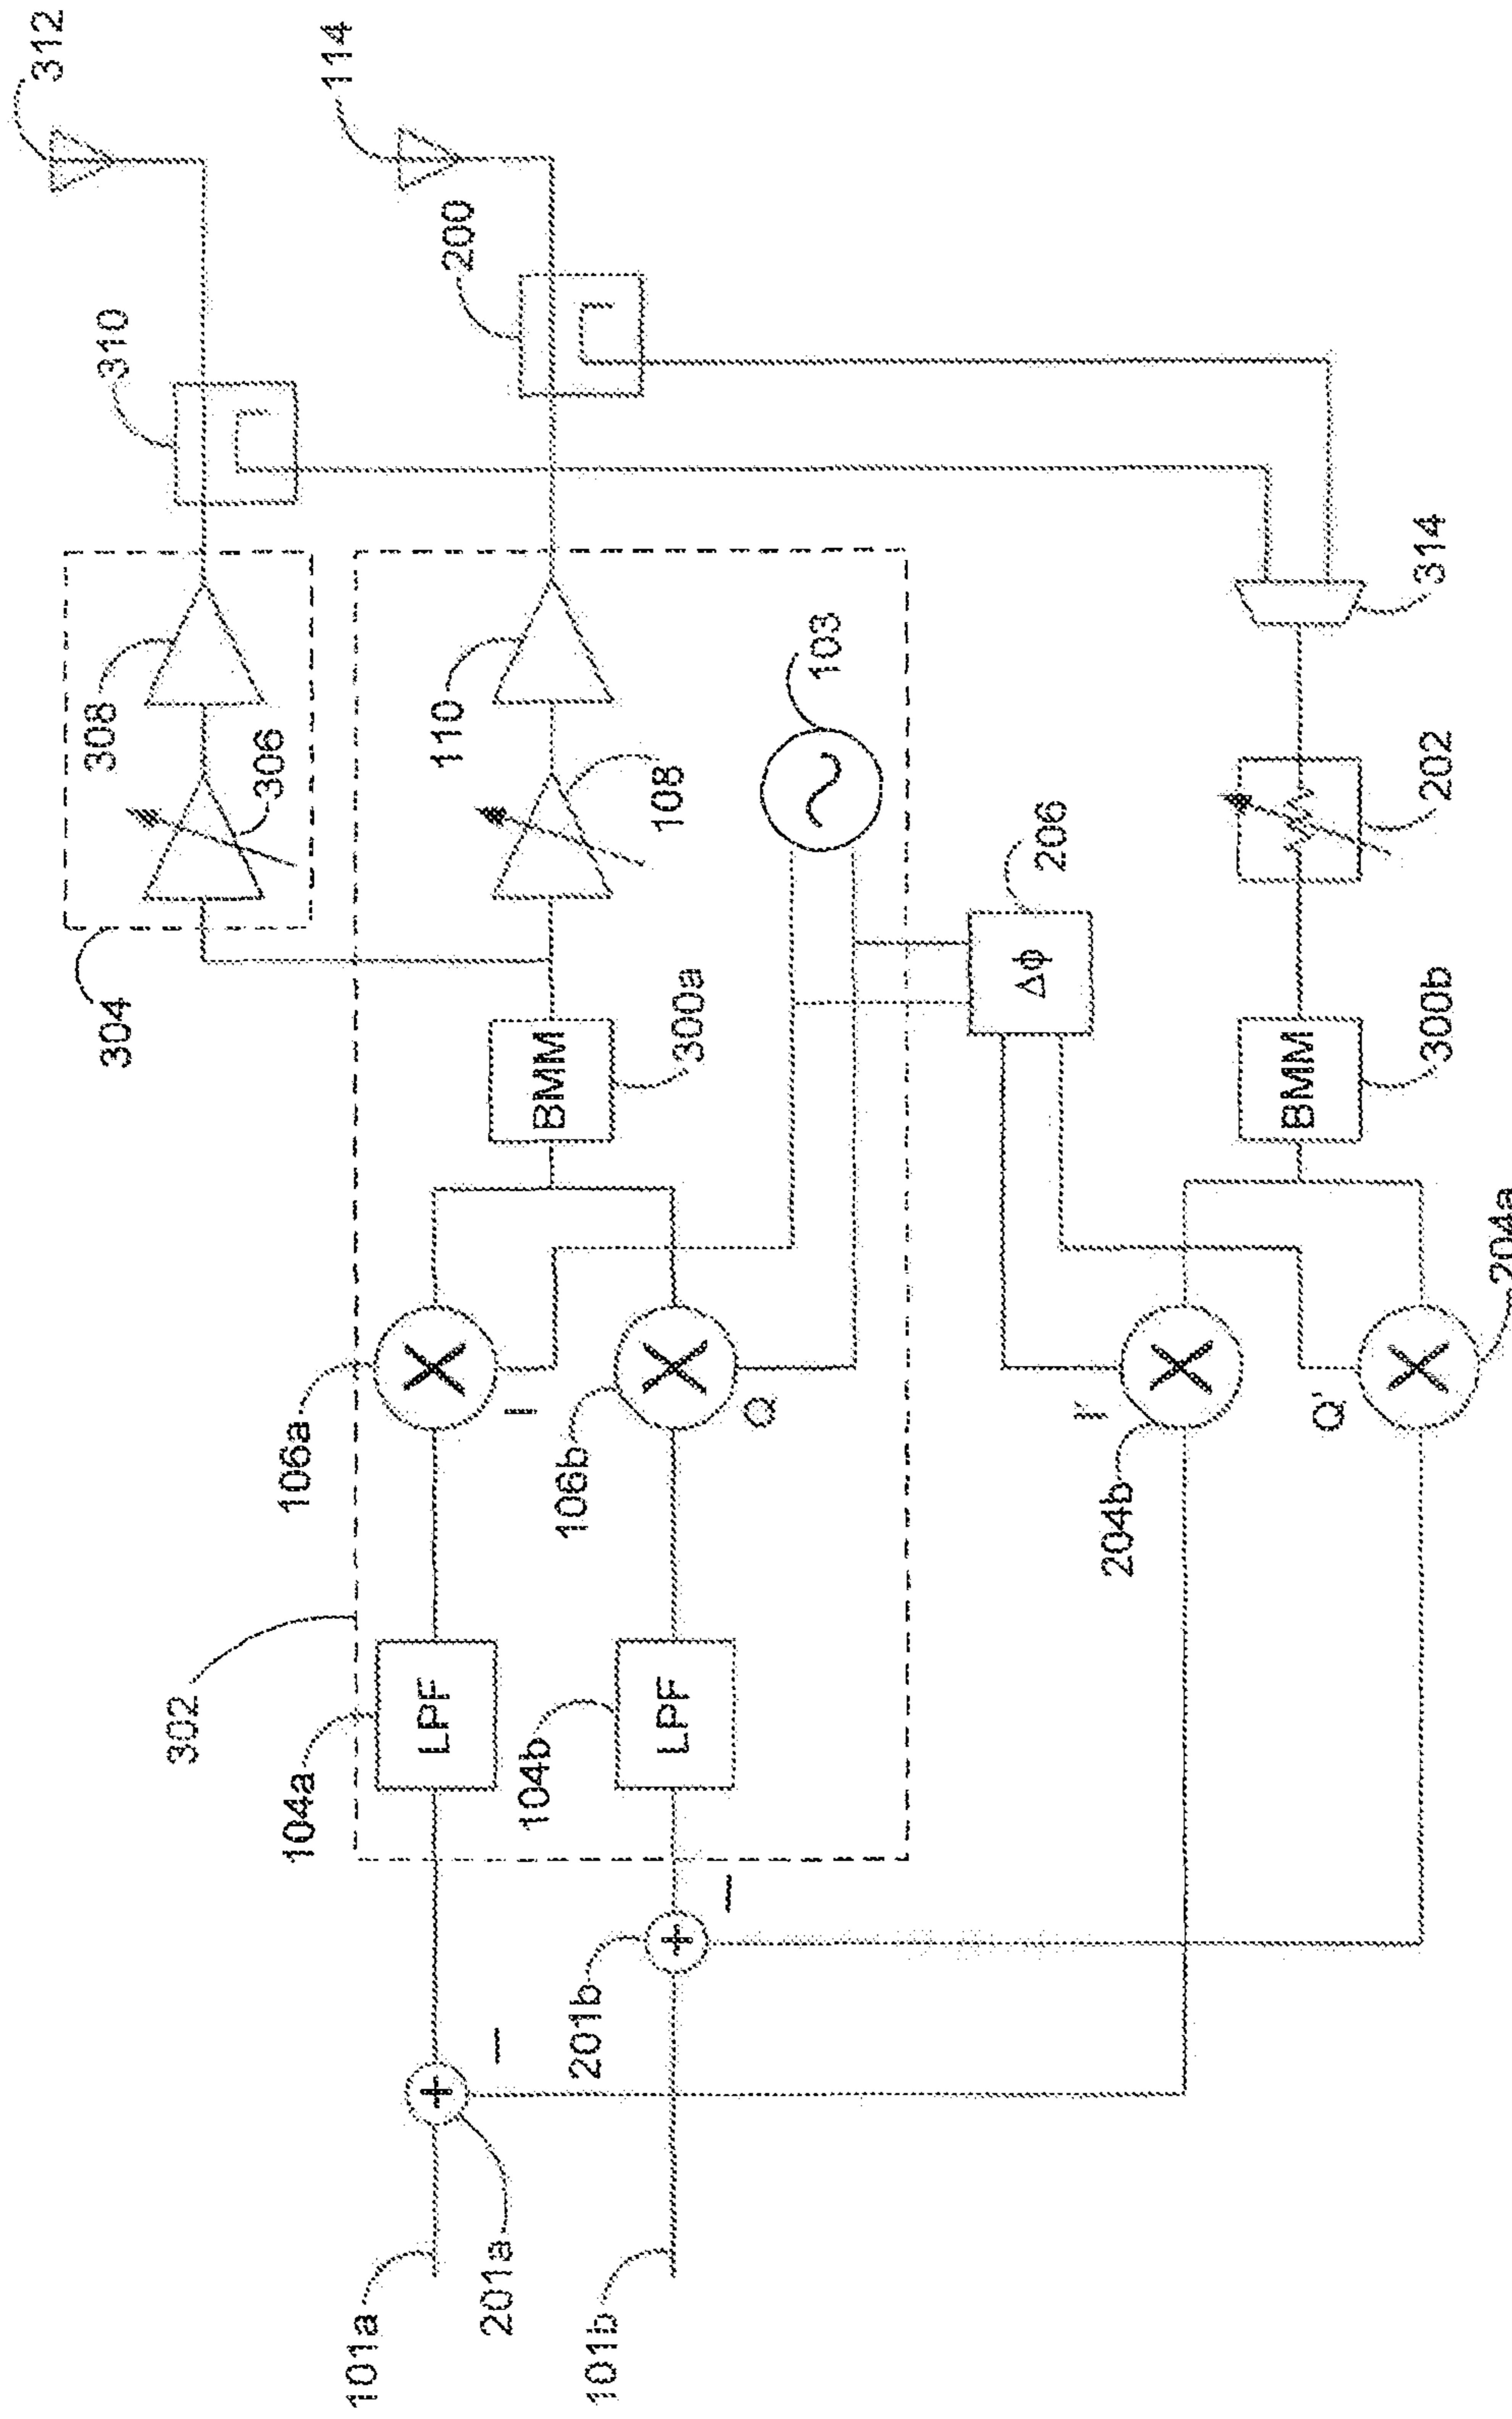 312
114
310
200
308
306
110
108
103
304
300a
BMM
206
Δφ
314
202
300b
BMM
106a
I
106b
Q
I'
204b
Q'
204a
302
104a
LPF
104b
LPF
+
−
201b
+
−
201a
101a
101b